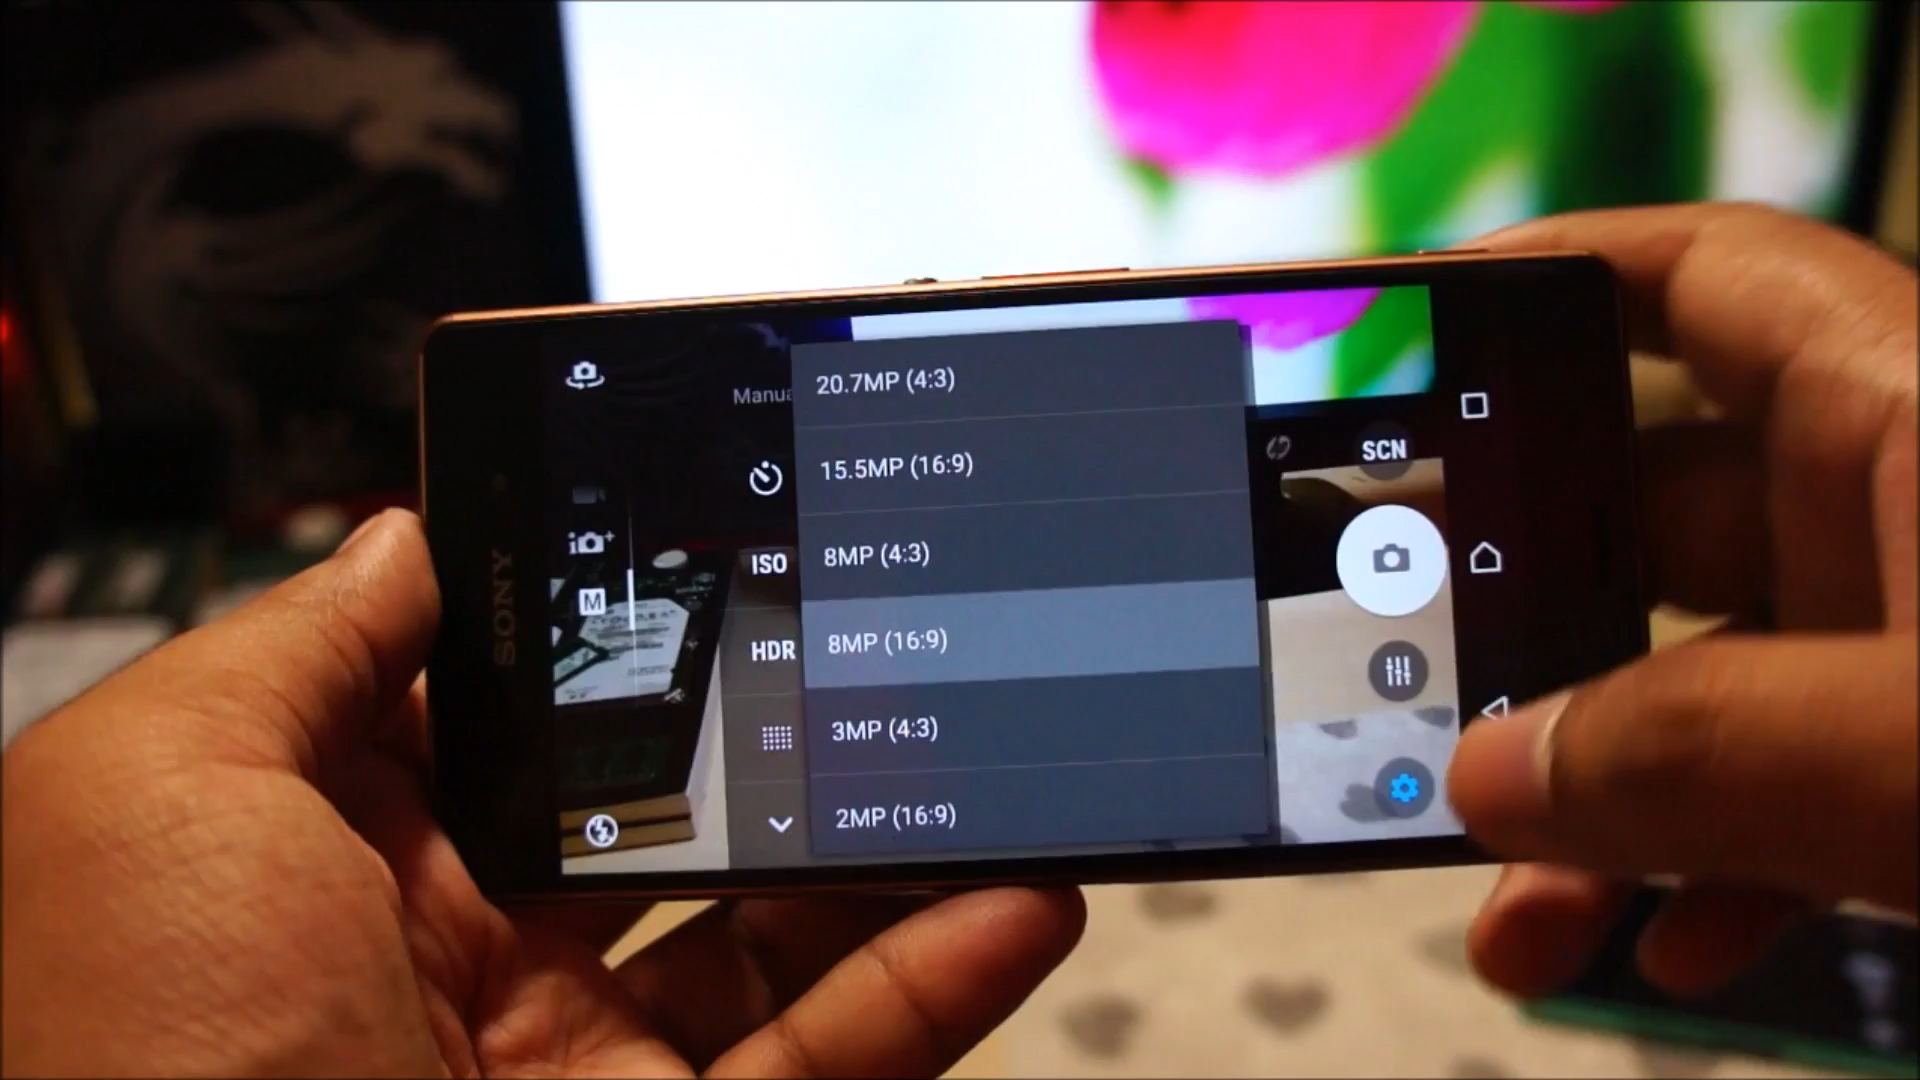 SONY
Manua
20.7MP (4:3)
15.5MP (16:9)
8MP (4:3)
8MP (16:9)
3MP (4:3)
2MP (16:9)
ISO
HDR
i
M
SCN